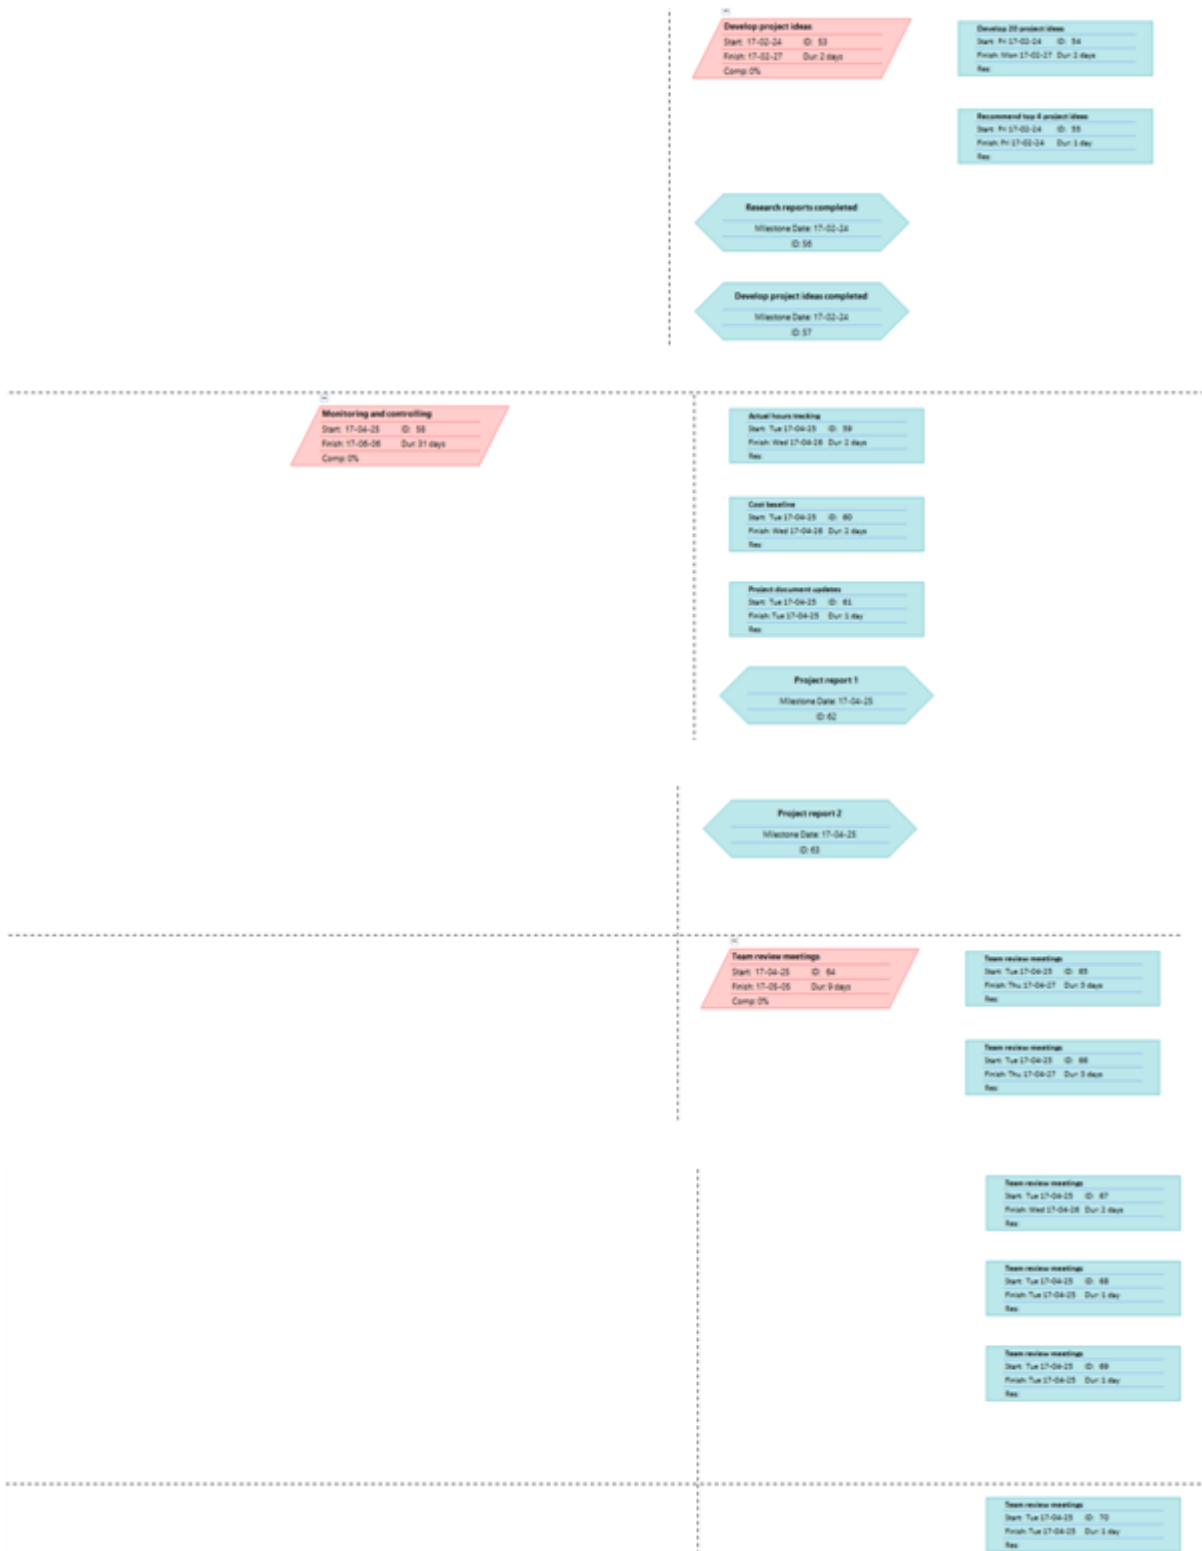 Develop project ideas
Start: 17-02-24 ID: 53
Finish: 17-02-27 Dur: 2 days
Comp: 0%
Develop 20 project ideas
Start: Fri 17-02-24 ID: 54
Finish: Mon 17-02-27 Dur: 2 days
Res:
Recommend top 4 project ideas
Start: Fri 17-02-24 ID: 55
Finish: Fri 17-02-24 Dur: 1 day
Res:
Research reports completed
Milestone Date: 17-02-24
ID: 56
Develop project ideas completed
Milestone Date: 17-02-24
ID: 57
Monitoring and controlling
Start: 17-04-25 ID: 58
Finish: 17-06-06 Dur: 31 days
Comp: 0%
Actual hours tracking
Start: Tue 17-04-25 ID: 59
Finish: Wed 17-04-26 Dur: 2 days
Res:
Cost baseline
Start: Tue 17-04-25 ID: 60
Finish: Wed 17-04-26 Dur: 2 days
Res:
Project document updates
Start: Tue 17-04-25 ID: 61
Finish: Tue 17-04-25 Dur: 1 day
Res:
Project report 1
Milestone Date: 17-04-25
ID: 62
Project report 2
Milestone Date: 17-04-25
ID: 63
Team review meetings
Start: 17-04-25 ID: 64
Finish: 17-05-05 Dur: 9 days
Comp: 0%
Team review meetings
Start: Tue 17-04-25 ID: 65
Finish: Thu 17-04-27 Dur: 3 days
Res:
Team review meetings
Start: Tue 17-04-25 ID: 66
Finish: Thu 17-04-27 Dur: 3 days
Res:
Team review meetings
Start: Tue 17-04-25 ID: 67
Finish: Wed 17-04-26 Dur: 2 days
Res:
Team review meetings
Start: Tue 17-04-25 ID: 68
Finish: Tue 17-04-25 Dur: 1 day
Res:
Team review meetings
Start: Tue 17-04-25 ID: 69
Finish: Tue 17-04-25 Dur: 1 day
Res:
Team review meetings
Start: Tue 17-04-25 ID: 70
Finish: Tue 17-04-25 Dur: 1 day
Res: